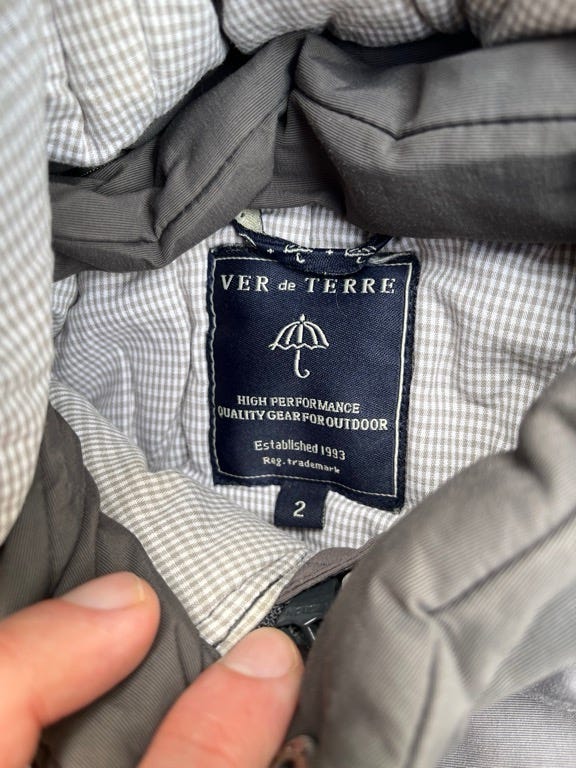 VER de TERRE
HIGH PERFORMANCE
QUALITY GEAR FOR OUTDOOR
Established 1993
Reg. trademark
2